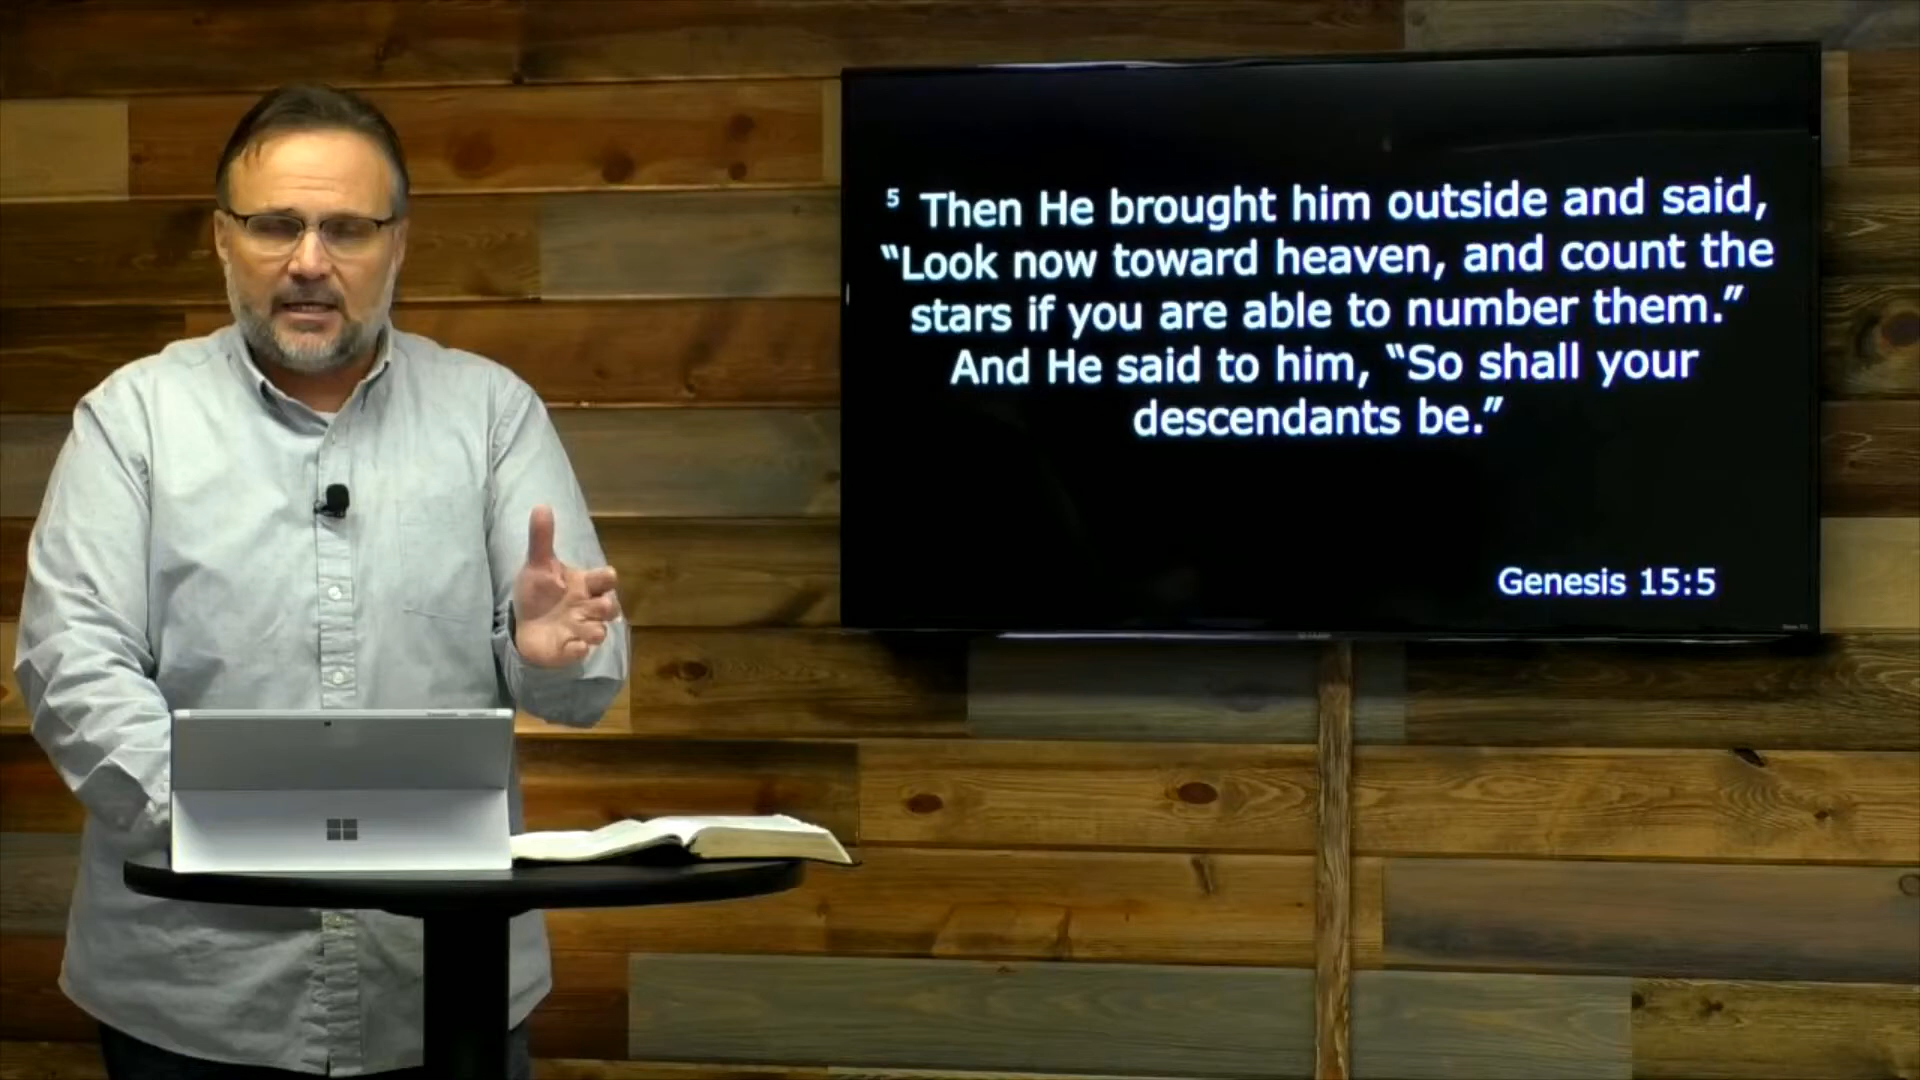 5 Then He brought him outside and said,
“Look now toward heaven, and count the
stars if you are able to number them.”
And He said to him, “So shall your
descendants be.”
Genesis 15:5